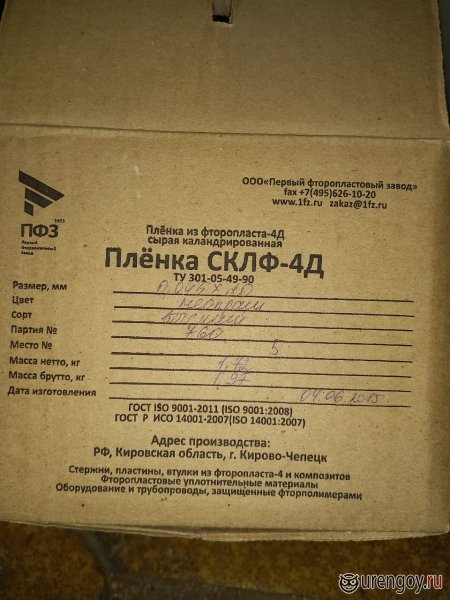 ООО«Первый фторопластовый завод»
fax +7(495)626-10-20
www.1fz.ru zakaz@1fz.ru
1973
ПФЗ
Первый
Фторопластовый
Завод
Плёнка из фторопласта-4Д
сырая каландрированная
Плёнка СКЛФ-4Д
ТУ 301-05-49-90
Размер, мм
Цвет
Сорт высший
Партия № 760
Место № 5
Масса нетто, кг
Масса брутто, кг 1,97
Дата изготовления 04.06.2015
ГОСТ ISO 9001-2011 (ISO 9001:2008)
ГОСТ Р ИСО 14001-2007(ISO 14001:2007)
Адрес производства:
РФ, Кировская область, г. Кирово-Чепецк
Стержни, пластины, втулки из фторопласта-4 и композитов
Фторопластовые уплотнительные материалы
Оборудование и трубопроводы, защищенные фторполимерами
urengoy.ru